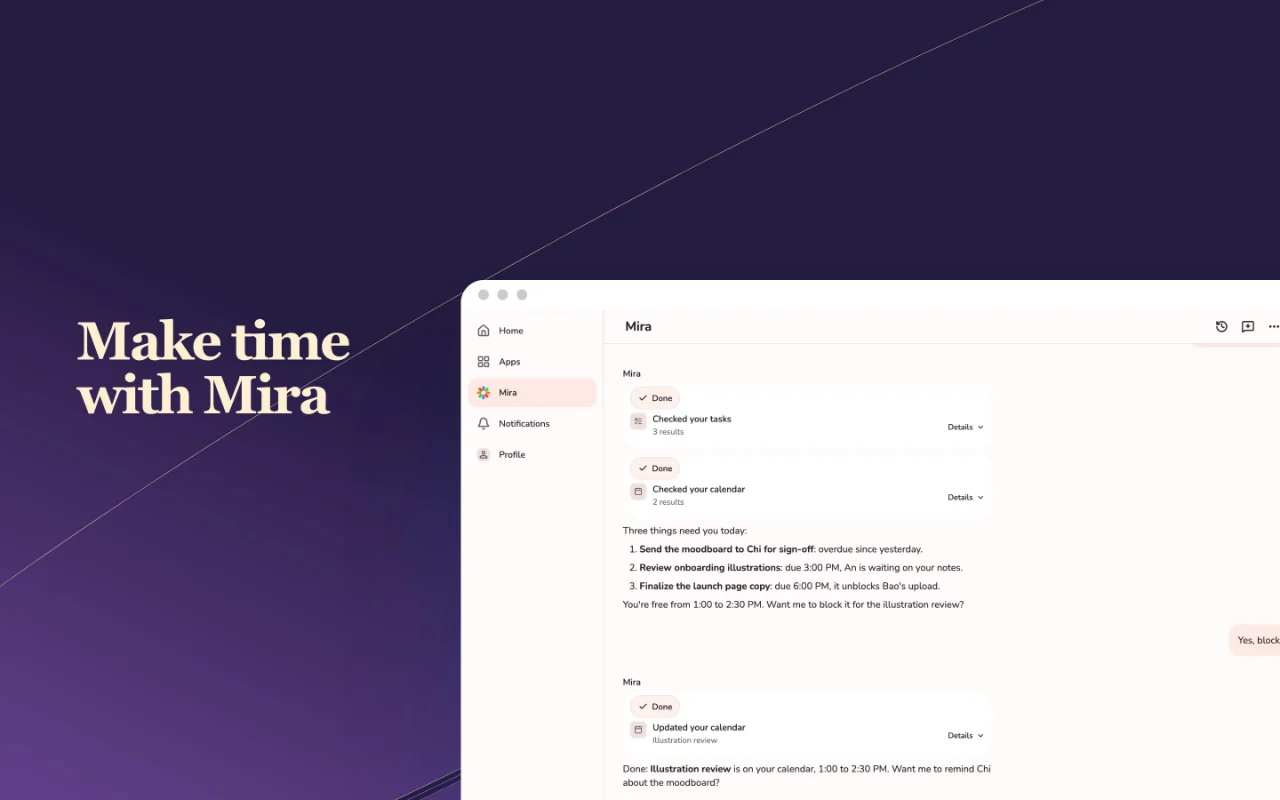 Make time
with Mira
Home
Apps
Mira
Notifications
Profile
Mira
Mira
Done
Checked your tasks
3 results
Details
Done
Checked your calendar
2 results
Details
Three things need you today:
1. Send the moodboard to Chi for sign-off: overdue since yesterday.
2. Review onboarding illustrations: due 3:00 PM, An is waiting on your notes.
3. Finalize the launch page copy: due 6:00 PM, it unblocks Bao's upload.
You're free from 1:00 to 2:30 PM. Want me to block it for the illustration review?
Yes, block
Mira
Done
Updated your calendar
Illustration review
Details
Done: Illustration review is on your calendar, 1:00 to 2:30 PM. Want me to remind Chi
about the moodboard?